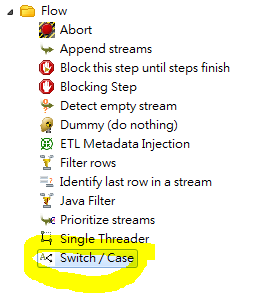 Flow
Abort
Append streams
Block this step until steps finish
Blocking Step
Detect empty stream
Dummy (do nothing)
ETL Metadata Injection
Filter rows
Identify last row in a stream
Java Filter
Prioritize streams
Single Threader
Switch / Case